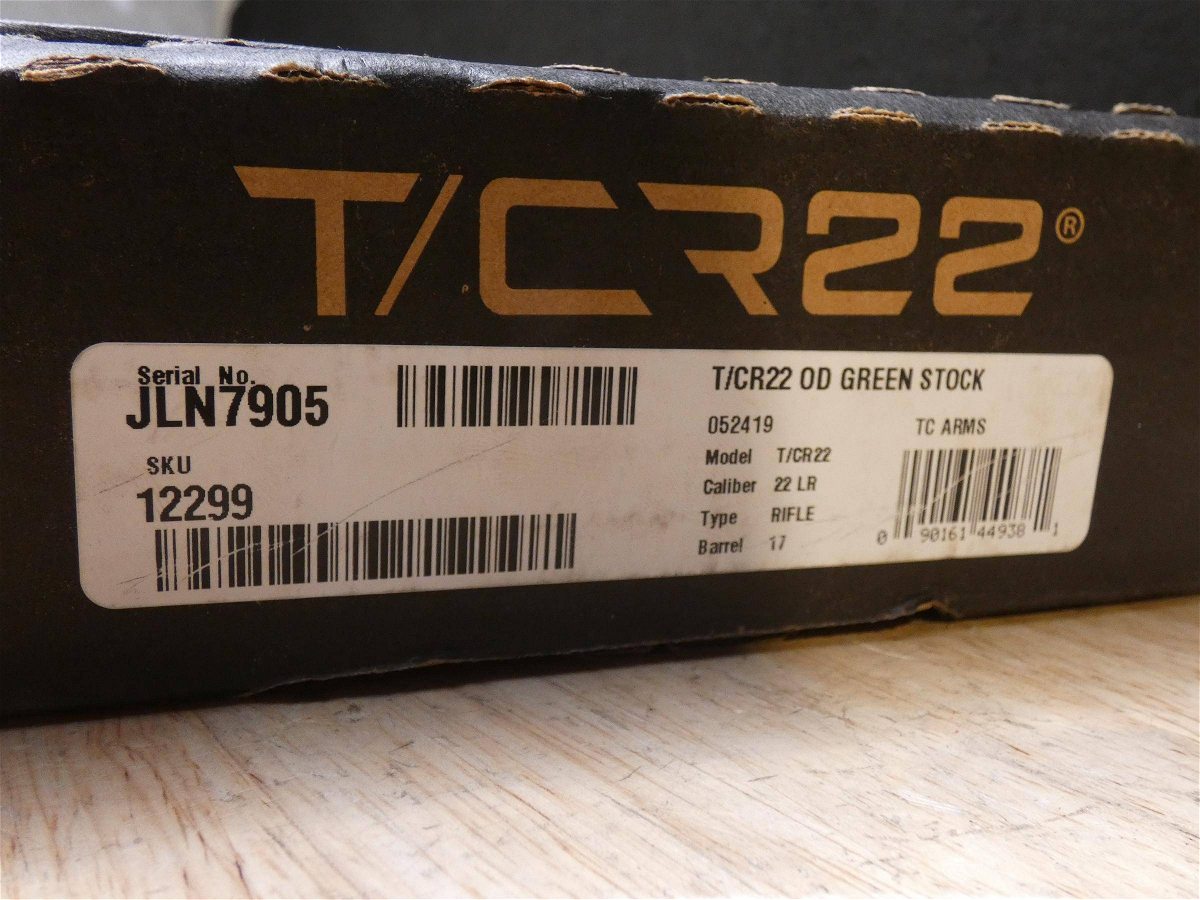 T/CR22®
Serial No.
JLN7905
SKU
12299
T/CR22 OD GREEN STOCK
052419 TC ARMS
Model T/CR22
Caliber 22 LR
Type RIFLE
Barrel 17
0 90161 44938 1